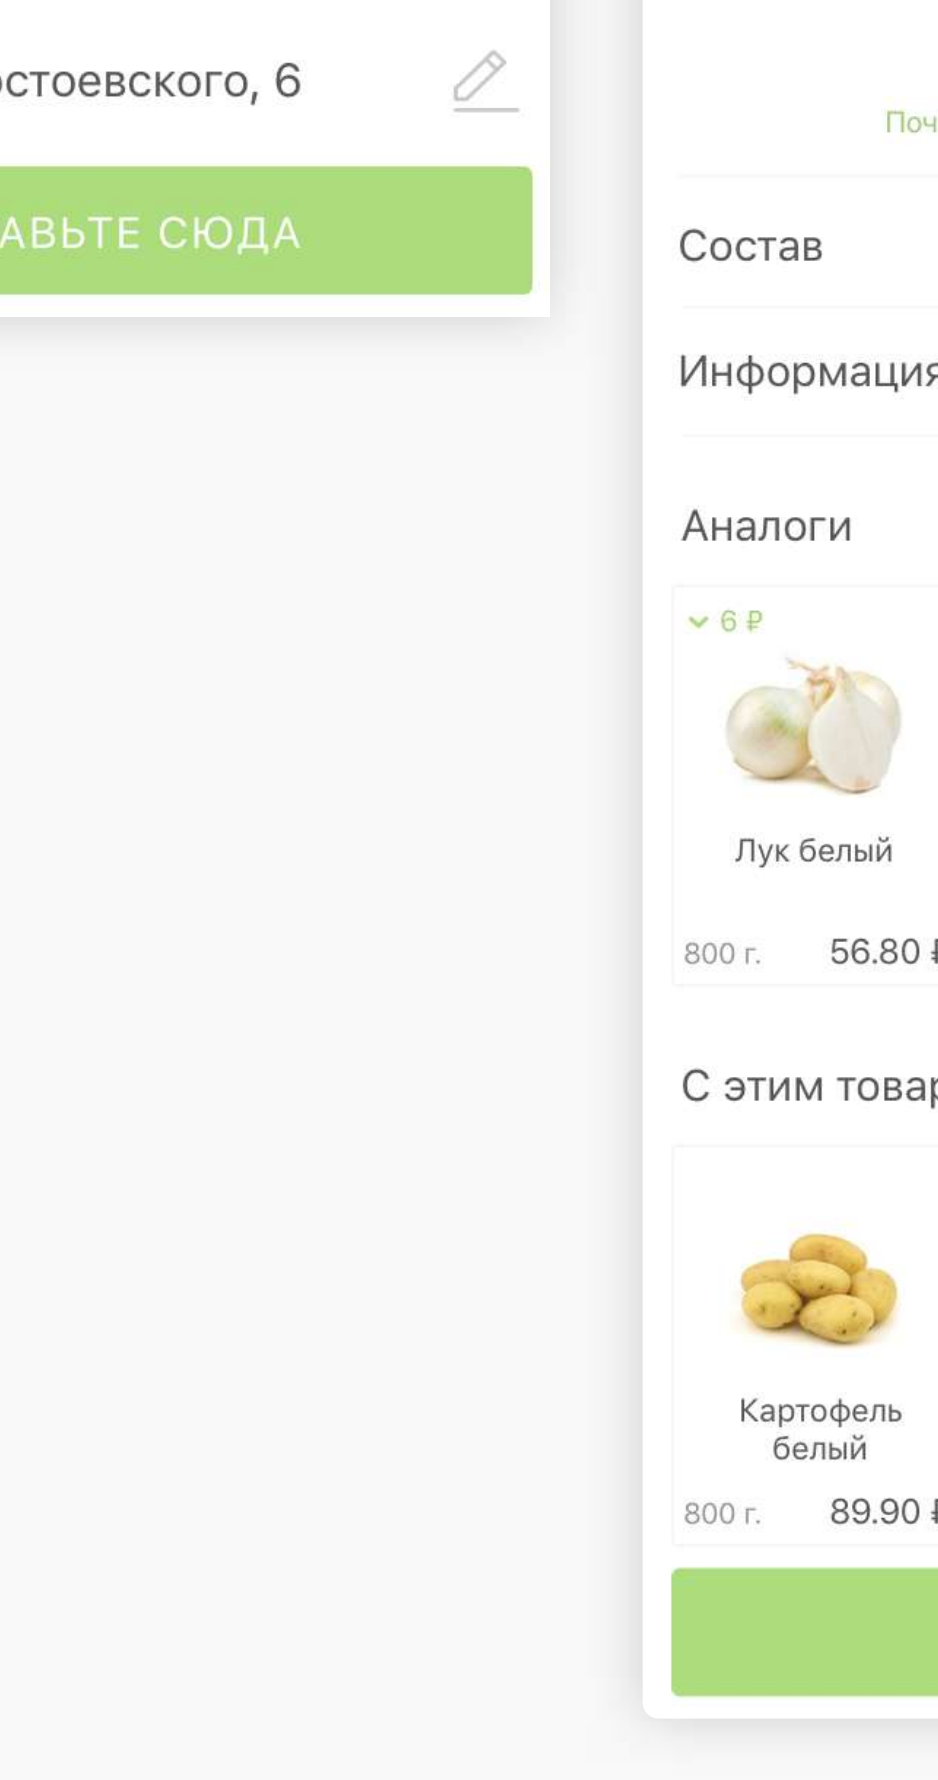 остоевского, 6
АВЬТЕ СЮДА
Поч
Состав
Информация
Аналоги
6 ₽
Лук белый
800 г. 56.80 ₽
С этим товар
Картофель
белый
800 г. 89.90 ₽